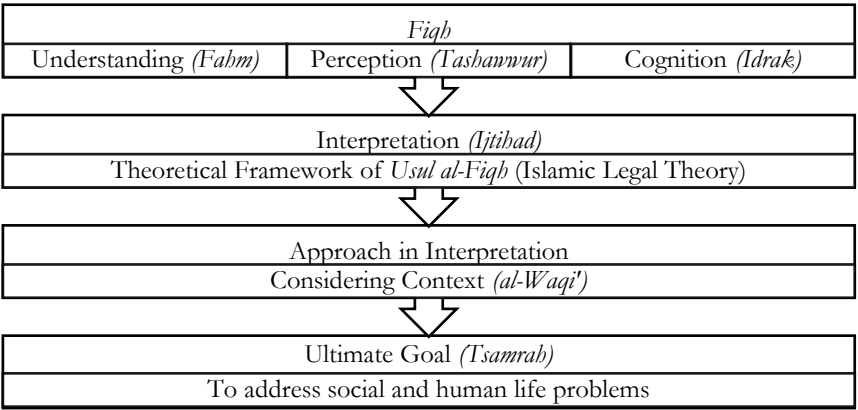 Fiqh
Understanding (Fahm) Perception (Tashawwur) Cognition (Idrak)
Interpretation (Ijtihad)
Theoretical Framework of Usul al-Fiqh (Islamic Legal Theory)
Approach in Interpretation
Considering Context (al-Waqi')
Ultimate Goal (Tsamrah)
To address social and human life problems